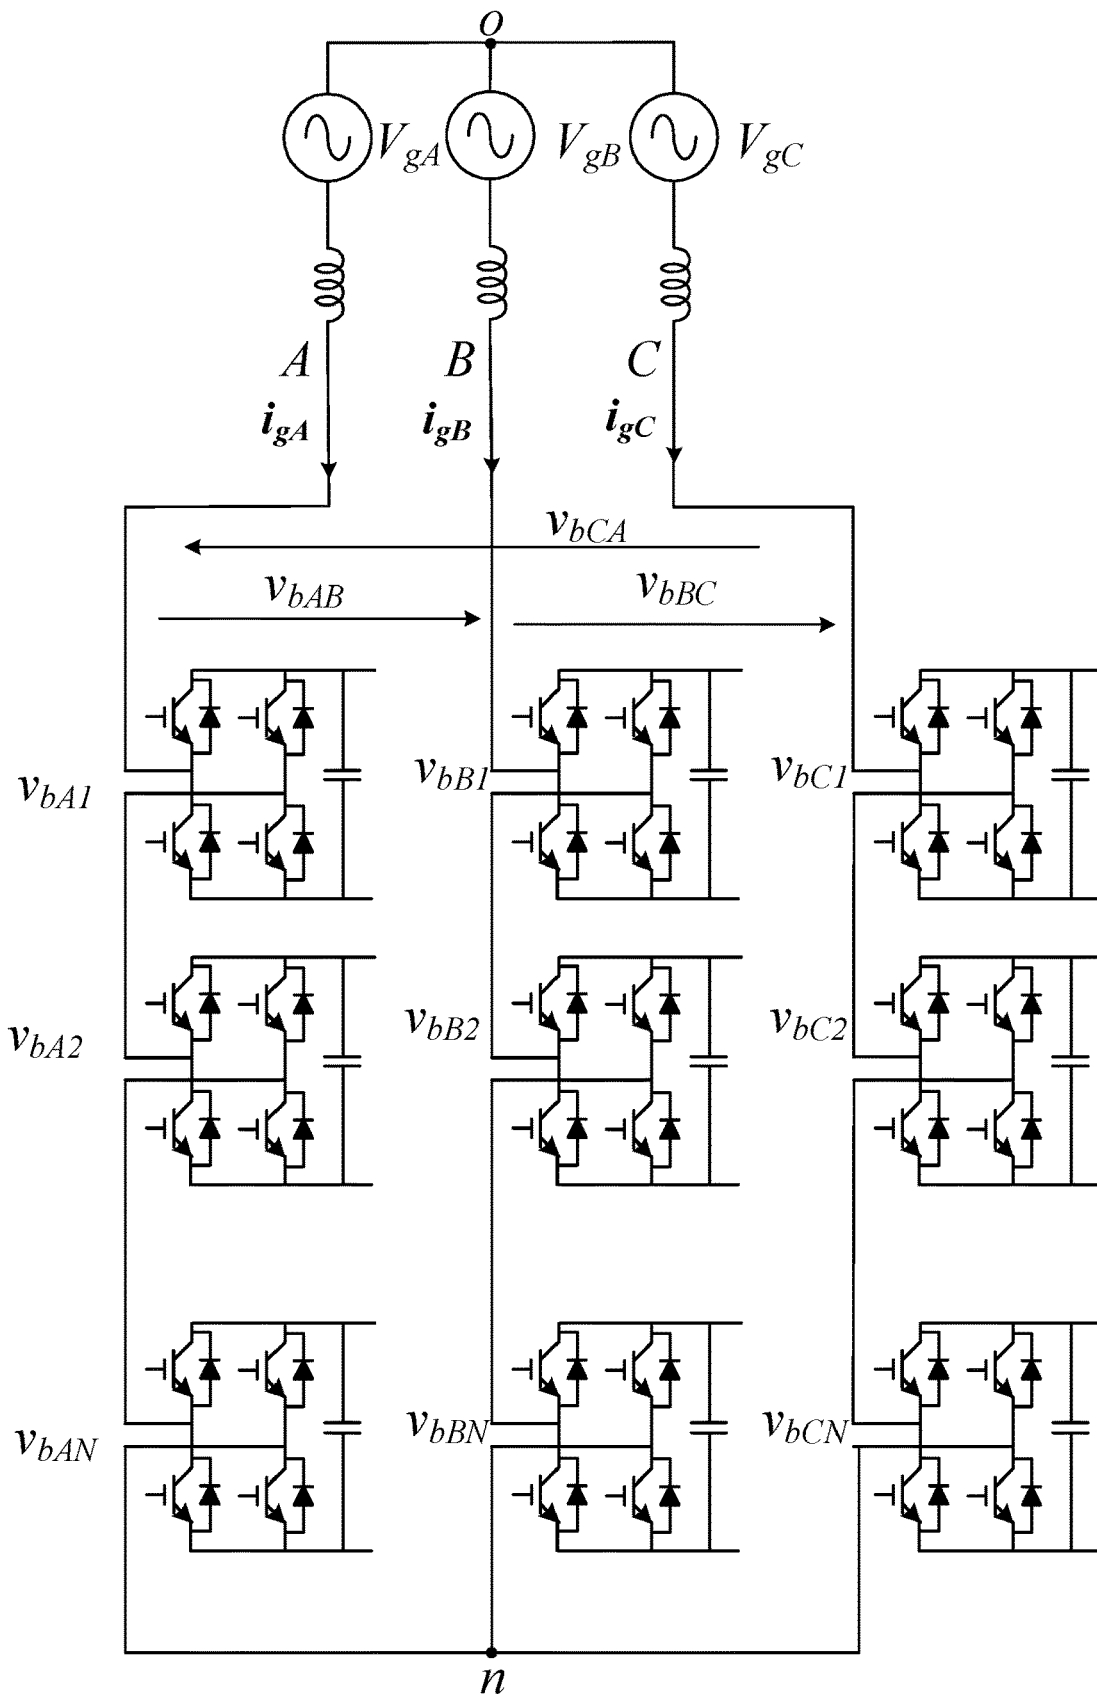 o
V_gA V_gB V_gC
A B C
i_gA i_gB i_gC
v_bCA
v_bAB v_bBC
v_bA1 v_bB1 v_bC1
v_bA2 v_bB2 v_bC2
v_bAN v_bBN v_bCN
n